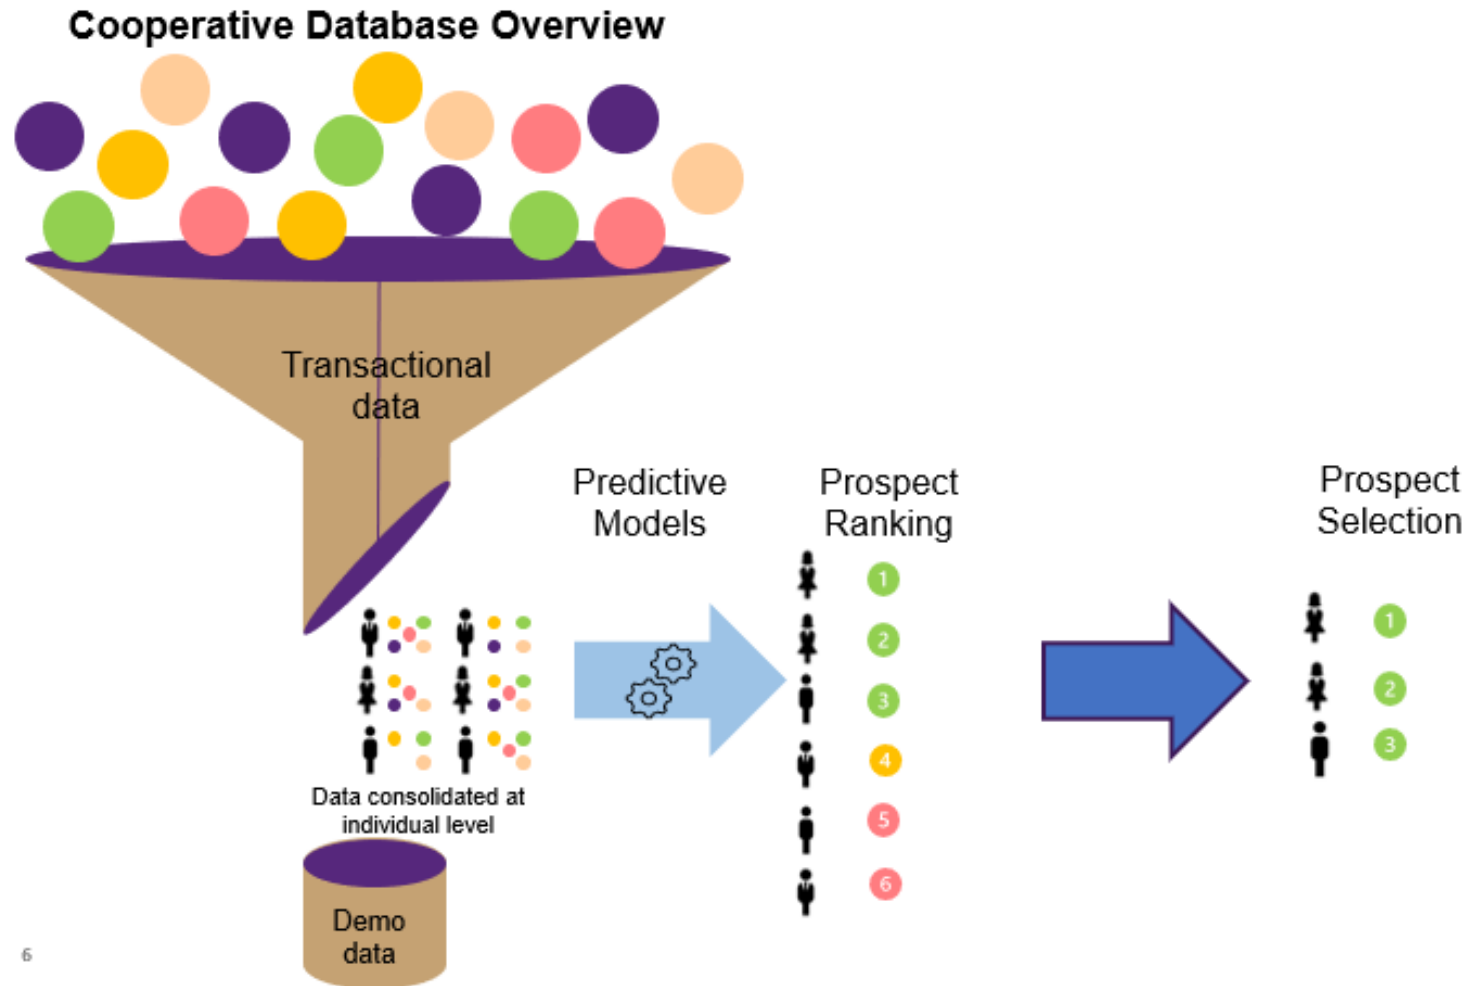 Cooperative Database Overview
Transactional
data
Predictive
Models
Prospect
Ranking
Prospect
Selection
1
2
3
4
5
6
1
2
3
Data consolidated at
individual level
Demo
data
6